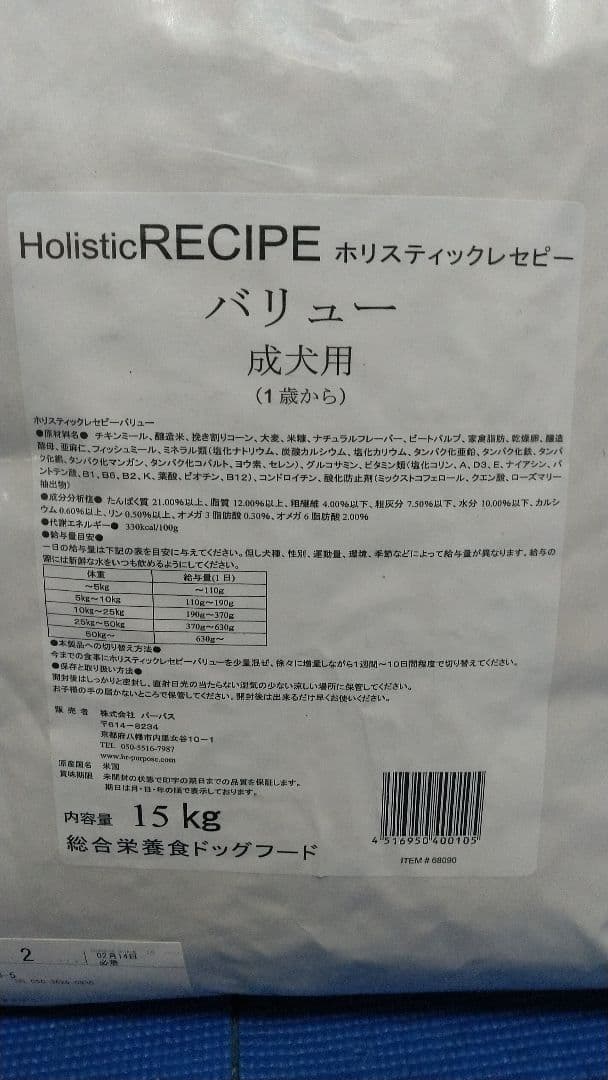 HolisticRECIPE ホリスティックレセピー
バリュー
成犬用
(1歳から)
ホリスティックレセピーバリュー
●原材料名● チキンミール、醸造米、挽き割りコーン、大麦、米糠、ナチュラルフレーバー、ビートパルプ、家禽脂肪、乾燥卵、醸造
酵母、亜麻仁、フィッシュミール、ミネラル類(塩化ナトリウム、炭酸カルシウム、塩化カリウム、タンパク化亜鉛、タンパク化鉄、タンパ
ク化銅、タンパク化マンガン、タンパク化コバルト、ヨウ素、セレン)、グルコサミン、ビタミン類(塩化コリン、A、D3、E、ナイアシン、パ
ントテン酸、B1、B6、B2、K、葉酸、ビオチン、B12)、コンドロイチン、酸化防止剤(ミックストコフェロール、クエン酸、ローズマリー
抽出物)
●成分分析値● たんぱく質 21.00%以上、脂質 12.00%以上、粗繊維 4.00%以下、粗灰分 7.50%以下、水分 10.00%以下、カルシ
ウム 0.60%以上、リン 0.50%以上、オメガ 3 脂肪酸 0.30%、オメガ 6 脂肪酸 2.00%
●代謝エネルギー● 330kcal/100g
●給与量目安●
一日の給与量は下記の表を目安に与えてください。但し犬種、性別、運動量、環境、季節などによって給与量が異なります。給与の
際には新鮮な水をいつも飲めるようにしてください。
体重 給与量(1日)
～5kg ～110g
5kg～10kg 110g～190g
10kg～25kg 190g～370g
25kg～50kg 370g～630g
50kg～ 630g～
●本製品への切り替え方法●
今までの食事にホリスティックレセピーバリューを少量混ぜ、徐々に増量しながら1週間～10日間程度で切り替えてください。
●保存と取り扱い方法●
開封後はしっかりと密封し、直射日光の当たらない湿気の少ない涼しい場所に保管してください。
お子様の手の届かないところで保管してください。開封後は出来るだけ早くお使いください。
販売者 株式会社 パーパス
〒614-8234
京都府八幡市内里女谷10-1
TEL 050-5516-7987
www.hr-purpose.com
原産国名 米国
賞味期限 未開封の状態で印字の期日までの品質を保証します。
期日は月・日・年の順で表示しております。
内容量 15 kg
総合栄養食ドッグフード
4 516950 400105
ITEM # 68090
2
02月14日
必着